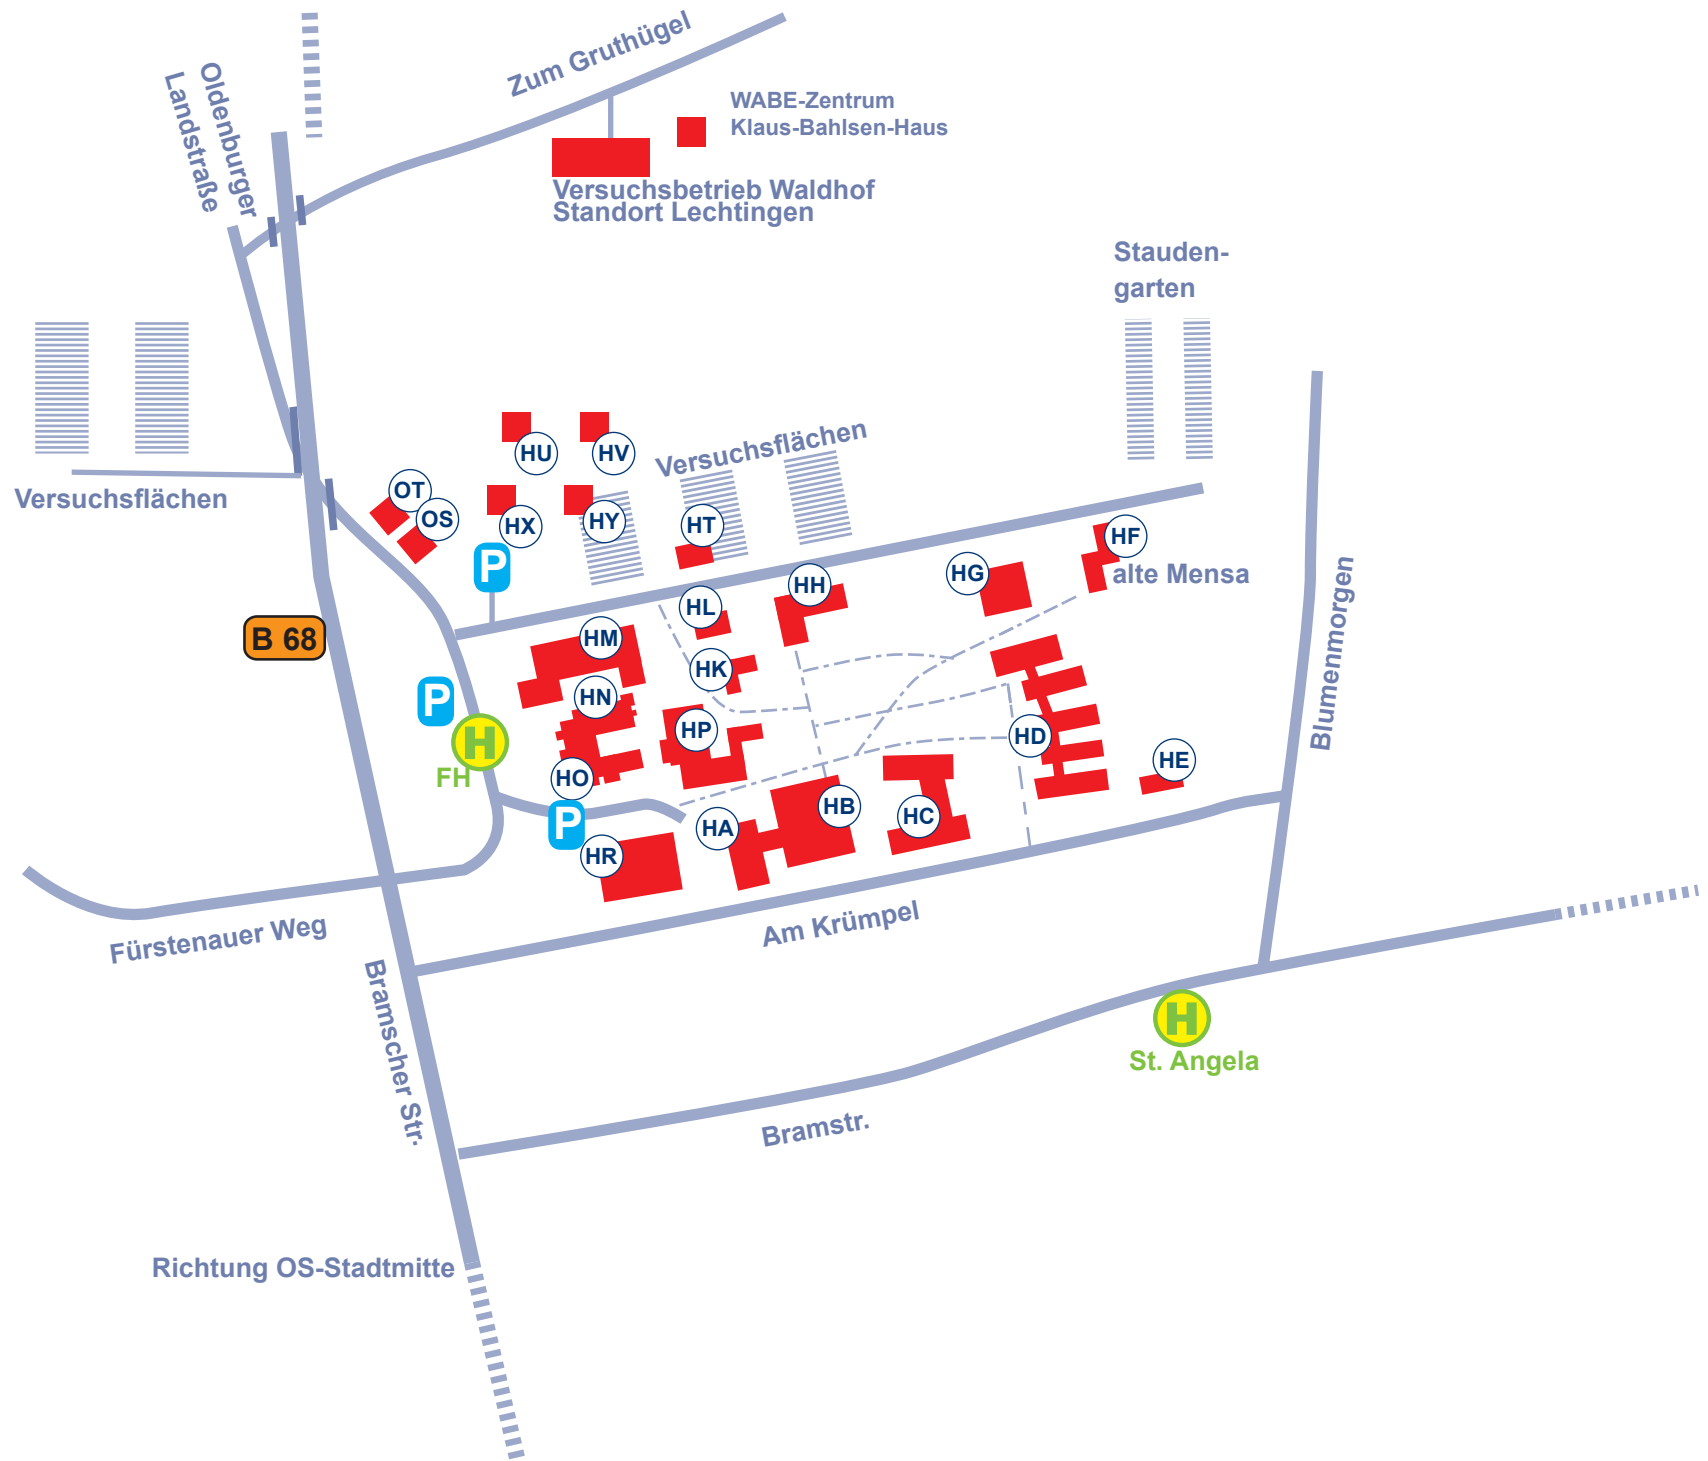 Zum Gruthügel
Oldenburger
Landstraße
WABE-Zentrum
Klaus-Bahlsen-Haus
Versuchsbetrieb Waldhof
Standort Lechtingen
Stauden-
garten
HU
HV
Versuchsflächen
Versuchsflächen
OT
OS
HX
HY
HT
HF
alte Mensa
P
HG
HH
HL
B 68
HM
HK
HN
P
H
FH
HP
HD
HE
Blumenmorgen
HO
P
HA
HB
HC
HR
Am Krümpel
Fürstenauer Weg
Bramscher Str.
H
St. Angela
Bramstr.
Richtung OS-Stadtmitte